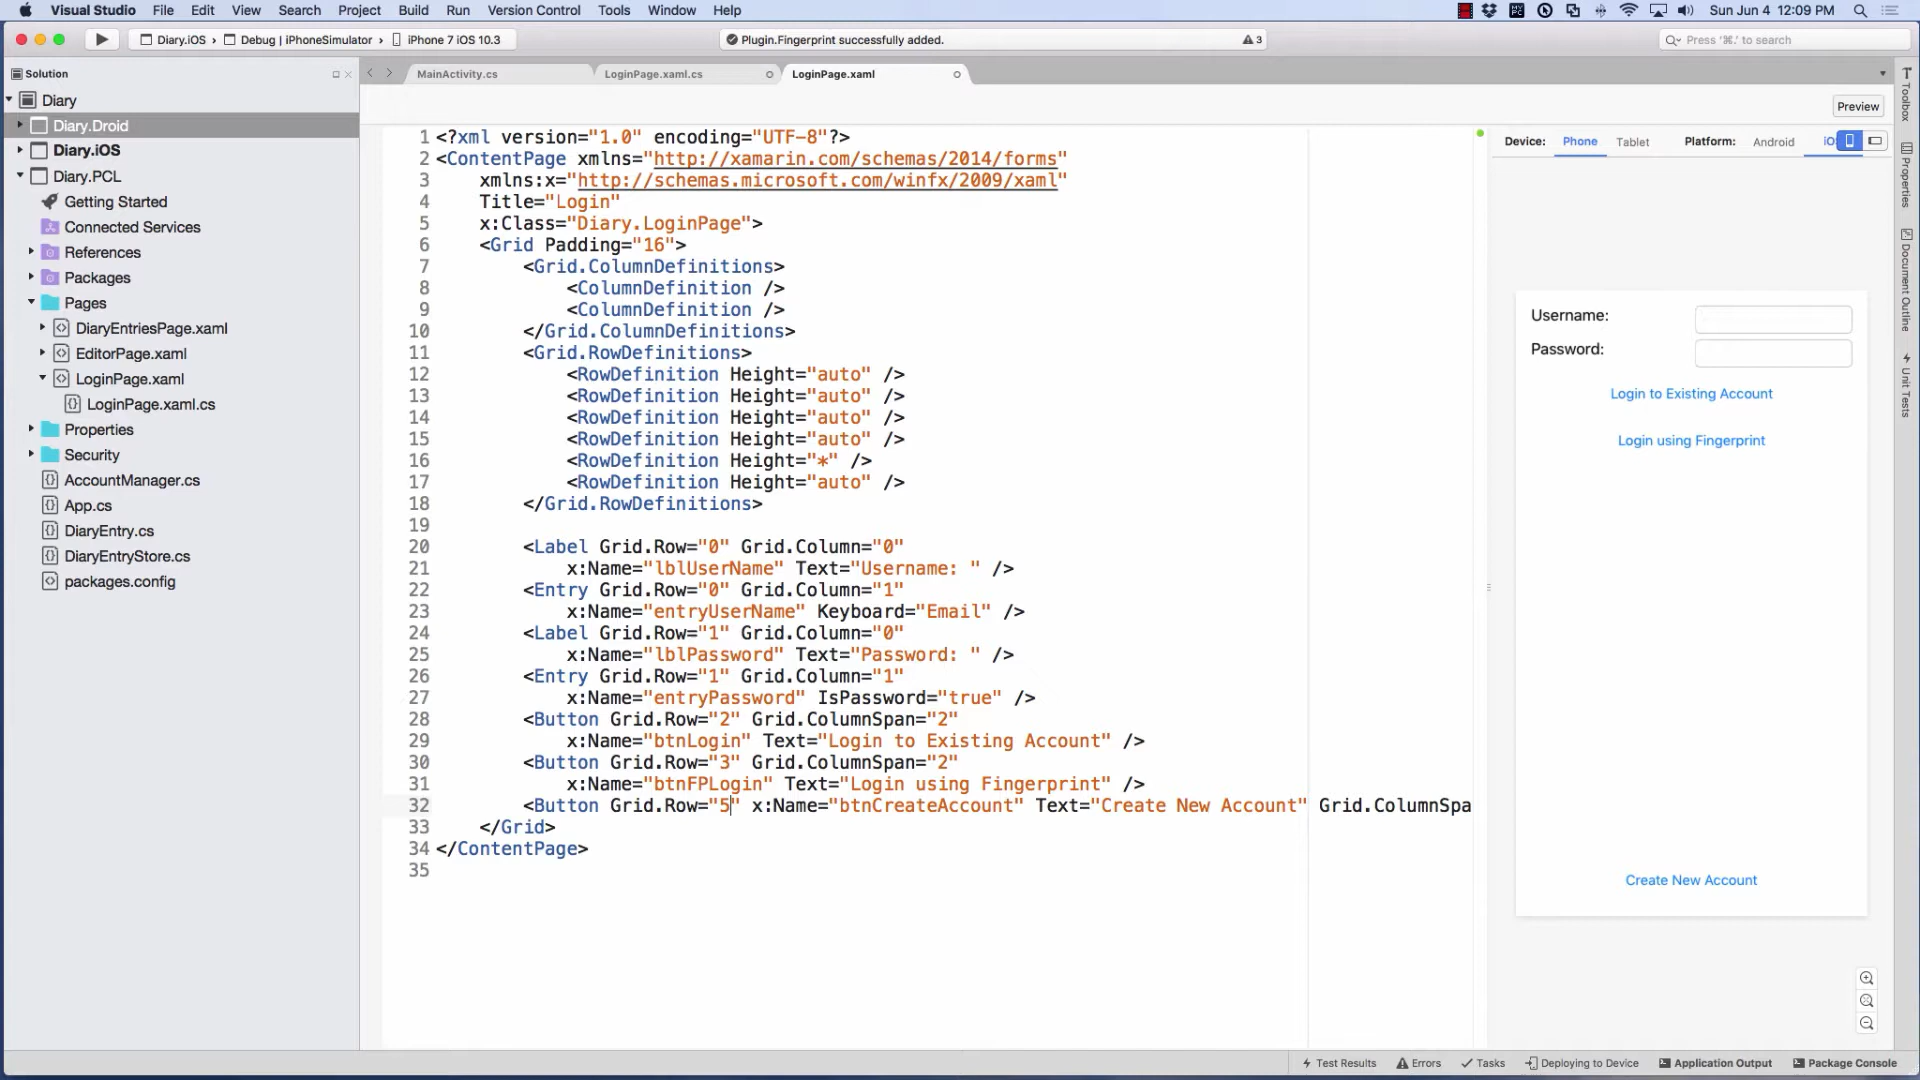 Visual Studio File Edit View Search Project Build Run Version Control Tools Window Help Sun Jun 4 12:09 PM
Diary.iOS › Debug | iPhoneSimulator › iPhone 7 iOS 10.3 Plugin.Fingerprint successfully added. 3 Press '⌘.' to search
Solution
MainActivity.cs LoginPage.xaml.cs LoginPage.xaml
Diary
Diary.Droid
Diary.iOS
Diary.PCL
Getting Started
Connected Services
References
Packages
Pages
DiaryEntriesPage.xaml
EditorPage.xaml
LoginPage.xaml
LoginPage.xaml.cs
Properties
Security
AccountManager.cs
App.cs
DiaryEntry.cs
DiaryEntryStore.cs
packages.config
1 <?xml version="1.0" encoding="UTF-8"?>
2 <ContentPage xmlns="http://xamarin.com/schemas/2014/forms"
3 xmlns:x="http://schemas.microsoft.com/winfx/2009/xaml"
4 Title="Login"
5 x:Class="Diary.LoginPage">
6 <Grid Padding="16">
7 <Grid.ColumnDefinitions>
8 <ColumnDefinition />
9 <ColumnDefinition />
10 </Grid.ColumnDefinitions>
11 <Grid.RowDefinitions>
12 <RowDefinition Height="auto" />
13 <RowDefinition Height="auto" />
14 <RowDefinition Height="auto" />
15 <RowDefinition Height="auto" />
16 <RowDefinition Height="*" />
17 <RowDefinition Height="auto" />
18 </Grid.RowDefinitions>
19
20 <Label Grid.Row="0" Grid.Column="0"
21 x:Name="lblUserName" Text="Username: " />
22 <Entry Grid.Row="0" Grid.Column="1"
23 x:Name="entryUserName" Keyboard="Email" />
24 <Label Grid.Row="1" Grid.Column="0"
25 x:Name="lblPassword" Text="Password: " />
26 <Entry Grid.Row="1" Grid.Column="1"
27 x:Name="entryPassword" IsPassword="true" />
28 <Button Grid.Row="2" Grid.ColumnSpan="2"
29 x:Name="btnLogin" Text="Login to Existing Account" />
30 <Button Grid.Row="3" Grid.ColumnSpan="2"
31 x:Name="btnFPLogin" Text="Login using Fingerprint" />
32 <Button Grid.Row="5" x:Name="btnCreateAccount" Text="Create New Account" Grid.ColumnSpa
33 </Grid>
34 </ContentPage>
35
Preview
Device: Phone Tablet Platform: Android iO
Username:
Password:
Login to Existing Account
Login using Fingerprint
Create New Account
Toolbox
Properties
Document Outline
Unit Tests
Test Results Errors Tasks Deploying to Device Application Output Package Console